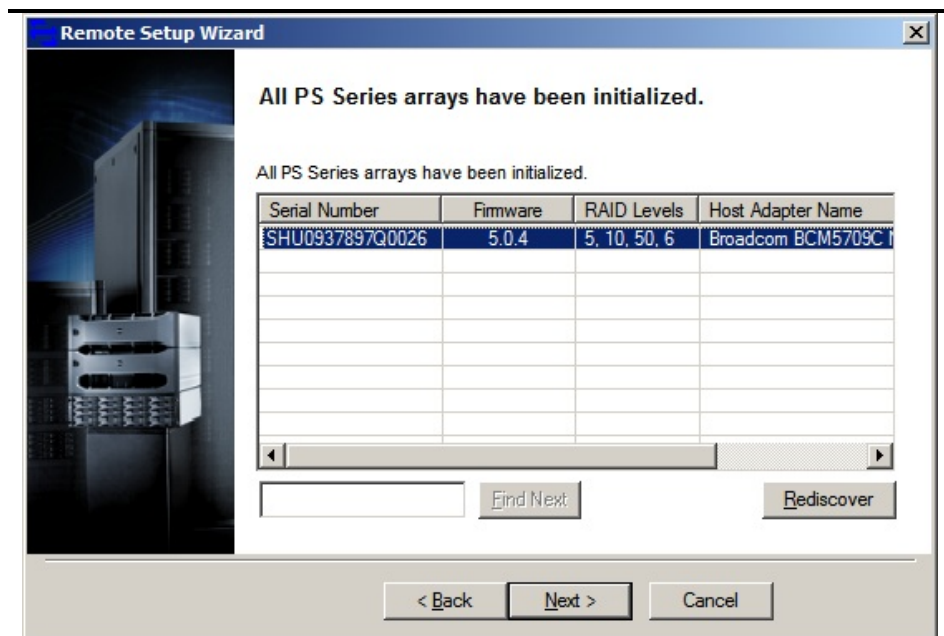 Remote Setup Wizard
All PS Series arrays have been initialized.
All PS Series arrays have been initialized.
Serial Number Firmware RAID Levels Host Adapter Name
SHU0937897Q0026 5.0.4 5, 10, 50, 6 Broadcom BCM5709C
Find Next Rediscover
< Back Next > Cancel